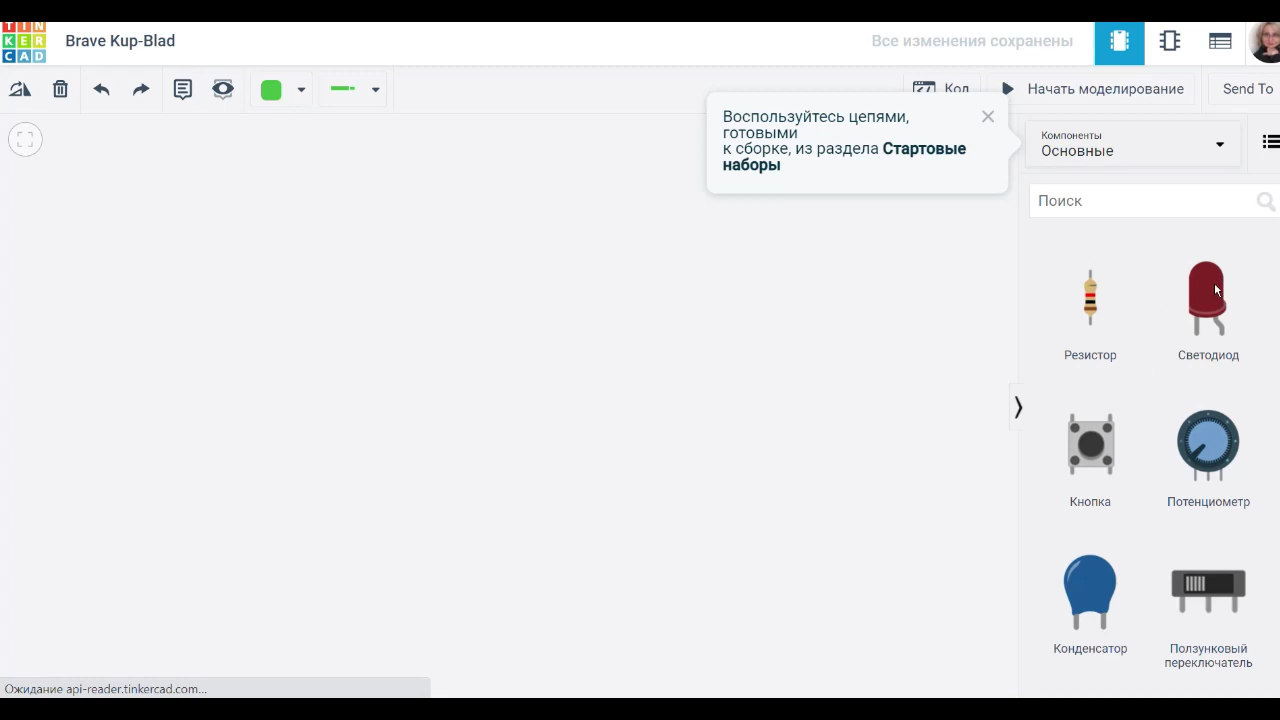 TIN
KER
CAD
Brave Kup-Blad
Все изменения сохранены
Код
Начать моделирование
Send To
Воспользуйтесь цепями,
готовыми
к сборке, из раздела Стартовые
наборы
Компоненты
Основные
Поиск
Резистор
Светодиод
Кнопка
Потенциометр
Конденсатор
Ползунковый
переключатель
Ожидание api-reader.tinkercad.com...